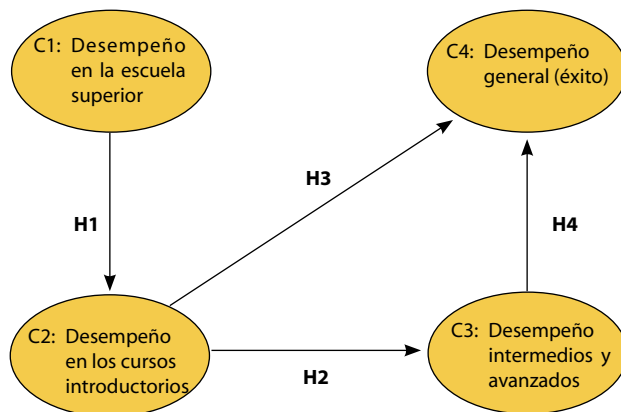 C1: Desempeño
en la escuela
superior
C4: Desempeño
general (éxito)
H3
H1
H4
C2: Desempeño
en los cursos
introductorios
C3: Desempeño
intermedios y
avanzados
H2